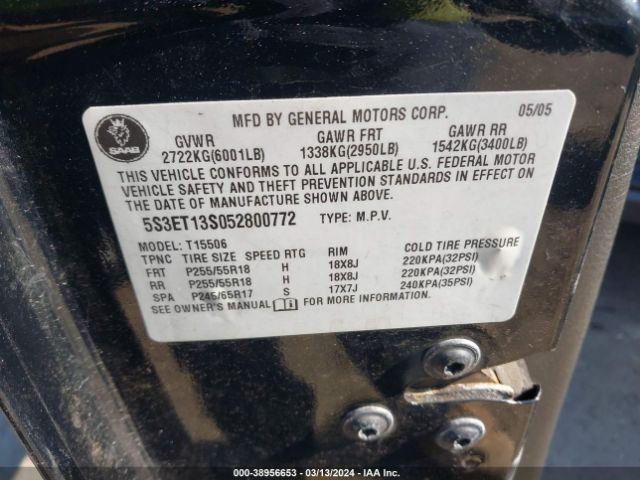 MFD BY GENERAL MOTORS CORP. 05/05
SAAB
GVWR GAWR FRT GAWR RR
2722KG(6001LB) 1338KG(2950LB) 1542KG(3400LB)
THIS VEHICLE CONFORMS TO ALL APPLICABLE U.S. FEDERAL MOTOR
VEHICLE SAFETY AND THEFT PREVENTION STANDARDS IN EFFECT ON
THE DATE OF MANUFACTURE SHOWN ABOVE.
5S3ET13S052800772 TYPE: M.P.V.
MODEL: T15506
TPNC TIRE SIZE SPEED RTG RIM COLD TIRE PRESSURE
FRT P255/55R18 H 18X8J 220KPA(32PSI)
RR P255/55R18 H 18X8J 220KPA(32PSI)
SPA P245/65R17 S 17X7J 240KPA(35PSI)
SEE OWNER'S MANUAL FOR MORE INFORMATION.
000-38956653 - 03/13/2024 - IAA Inc.